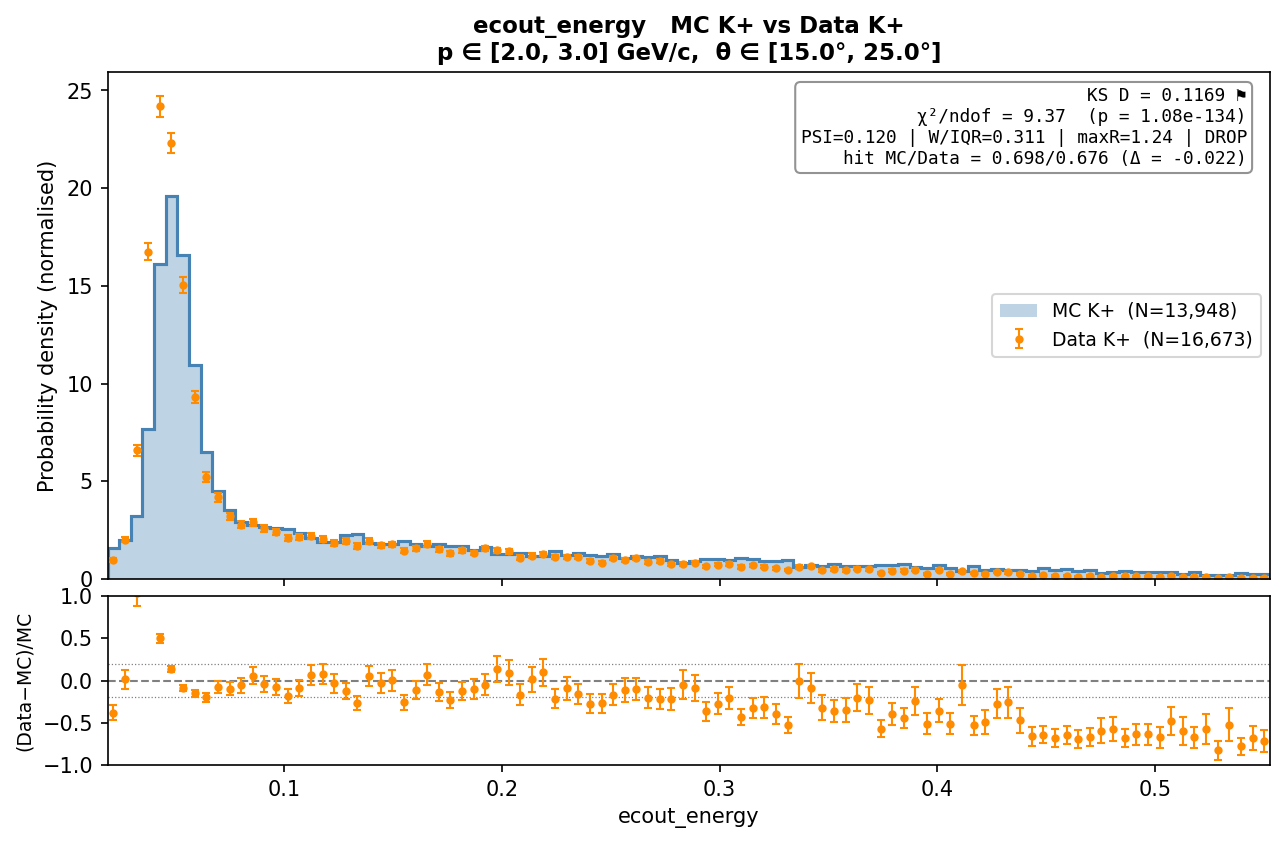 ecout_energy   MC K+ vs Data K+
p ∈ [2.0, 3.0] GeV/c,  θ ∈ [15.0°, 25.0°]
KS D = 0.1169 ⚑
χ²/ndof = 9.37  (p = 1.08e-134)
PSI=0.120 | W/IQR=0.311 | maxR=1.24 | DROP
hit MC/Data = 0.698/0.676 (Δ = -0.022)
MC K+  (N=13,948)
Data K+  (N=16,673)
Probability density (normalised)
25
20
15
10
5
0
(Data−MC)/MC
1.0
0.5
0.0
−0.5
−1.0
0.1
0.2
0.3
0.4
0.5
ecout_energy